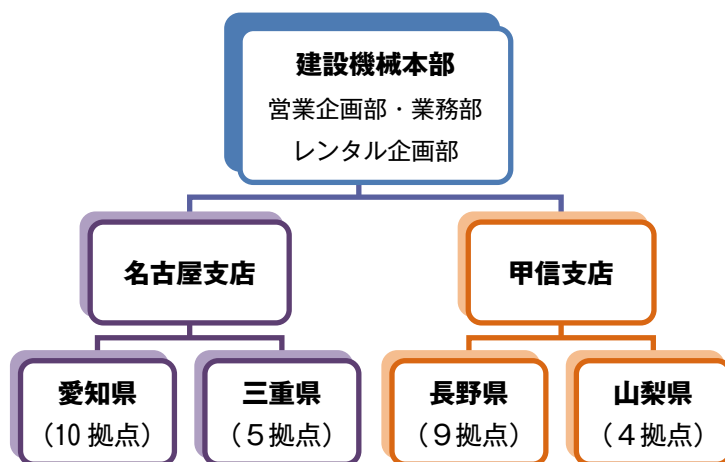 建設機械本部
営業企画部・業務部
レンタル企画部
名古屋支店
甲信支店
愛知県
（10 拠点）
三重県
（５拠点）
長野県
（９拠点）
山梨県
（４拠点）